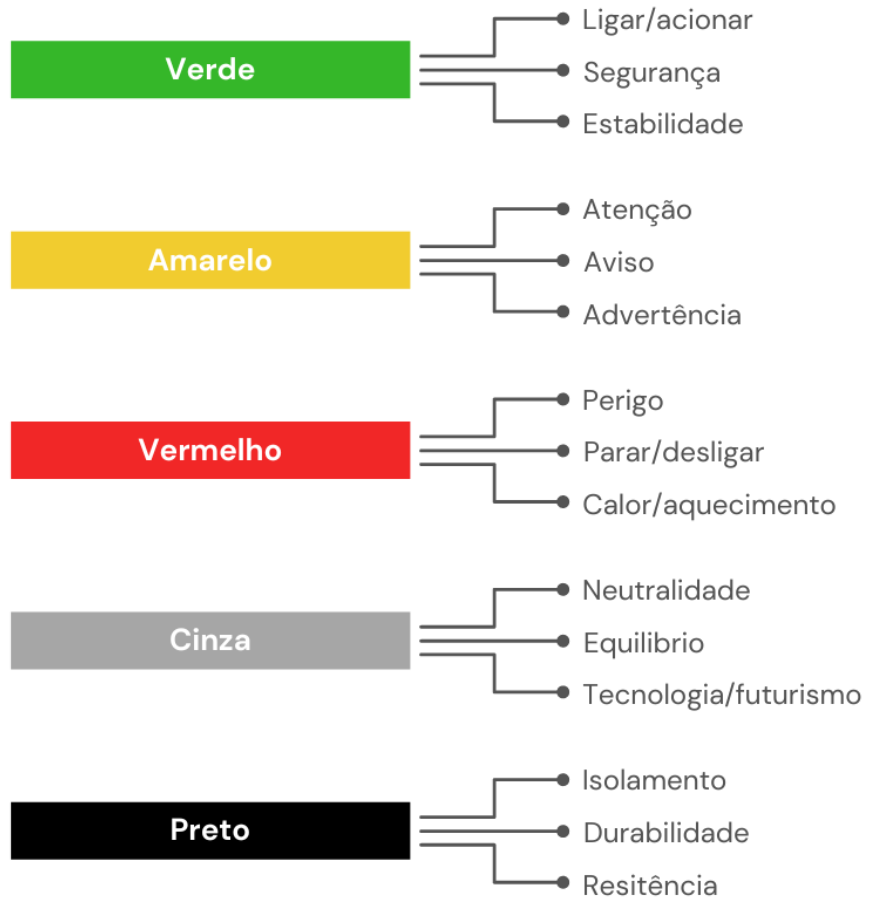 Verde
Ligar/acionar
Segurança
Estabilidade
Amarelo
Atenção
Aviso
Advertência
Vermelho
Perigo
Parar/desligar
Calor/aquecimento
Cinza
Neutralidade
Equilibrio
Tecnologia/futurismo
Preto
Isolamento
Durabilidade
Resitência